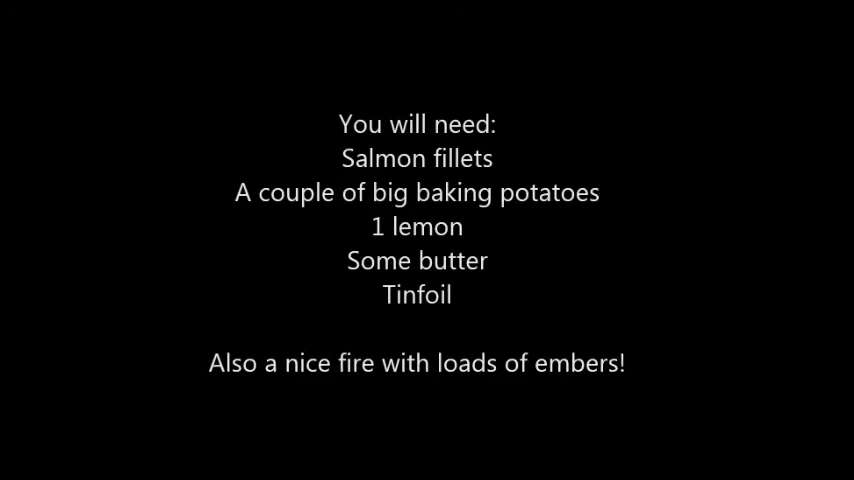 You will need:
Salmon fillets
A couple of big baking potatoes
1 lemon
Some butter
Tinfoil
Also a nice fire with loads of embers!